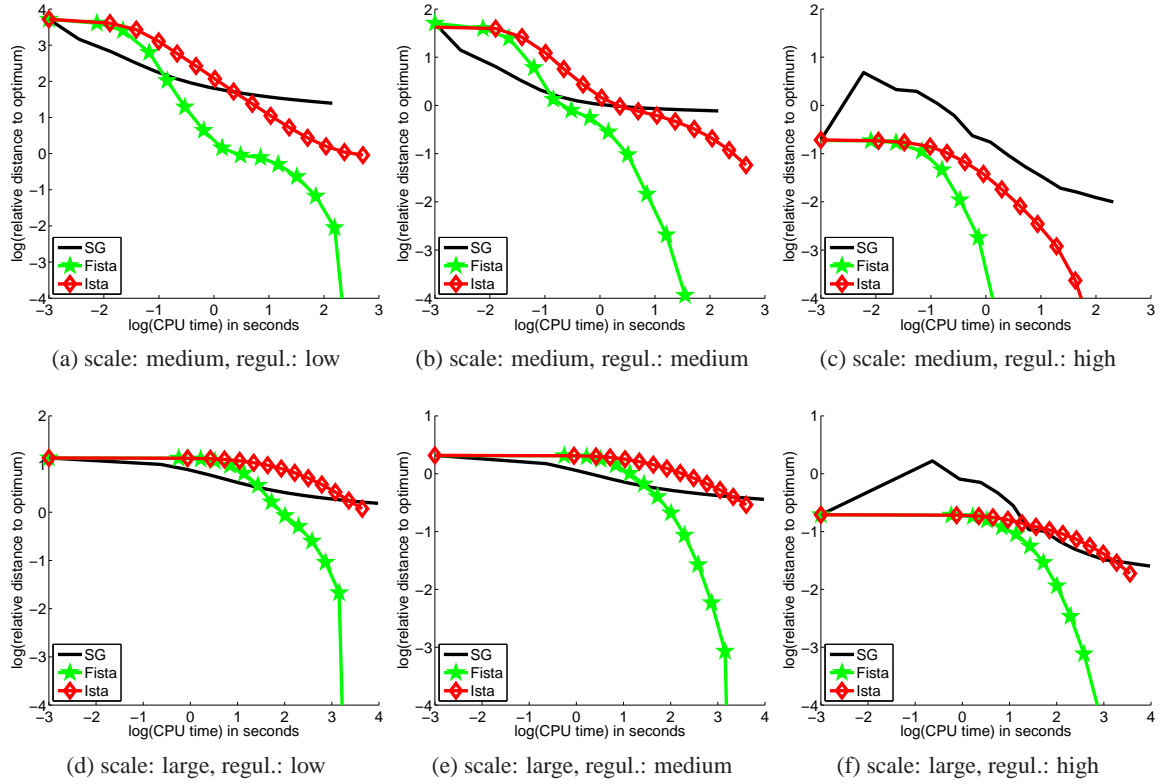 4
3
2
1
0
−1
−2
−3
−4
log(relative distance to optimum)
SG
Fista
Ista
−3 −2 −1 0 1 2 3
log(CPU time) in seconds
(a) scale: medium, regul.: low
2
1
0
−1
−2
−3
−4
log(relative distance to optimum)
SG
Fista
Ista
−3 −2 −1 0 1 2 3
log(CPU time) in seconds
(b) scale: medium, regul.: medium
2
1
0
−1
−2
−3
−4
log(relative distance to optimum)
SG
Fista
Ista
−3 −2 −1 0 1 2 3
log(CPU time) in seconds
(c) scale: medium, regul.: high
2
1
0
−1
−2
−3
−4
log(relative distance to optimum)
SG
Fista
Ista
−3 −2 −1 0 1 2 3 4
log(CPU time) in seconds
(d) scale: large, regul.: low
1
0
−1
−2
−3
−4
log(relative distance to optimum)
SG
Fista
Ista
−3 −2 −1 0 1 2 3 4
log(CPU time) in seconds
(e) scale: large, regul.: medium
1
0
−1
−2
−3
−4
log(relative distance to optimum)
SG
Fista
Ista
−3 −2 −1 0 1 2 3 4
log(CPU time) in seconds
(f) scale: large, regul.: high